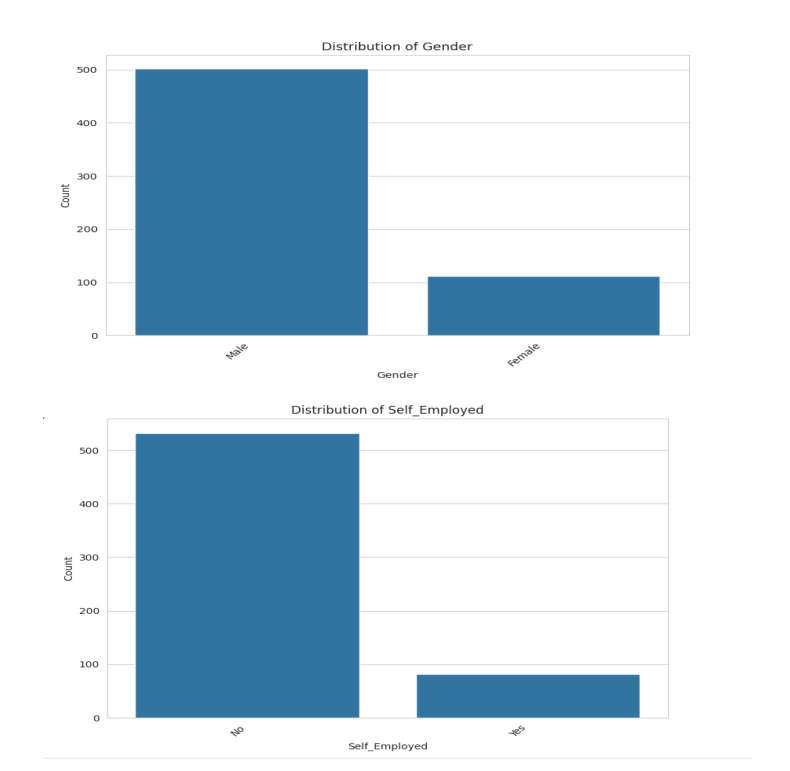 Distribution of Gender
500
400
300
200
100
0
Count
Male
Female
Gender
Distribution of Self_Employed
500
400
300
200
100
0
Count
No
Yes
Self_Employed